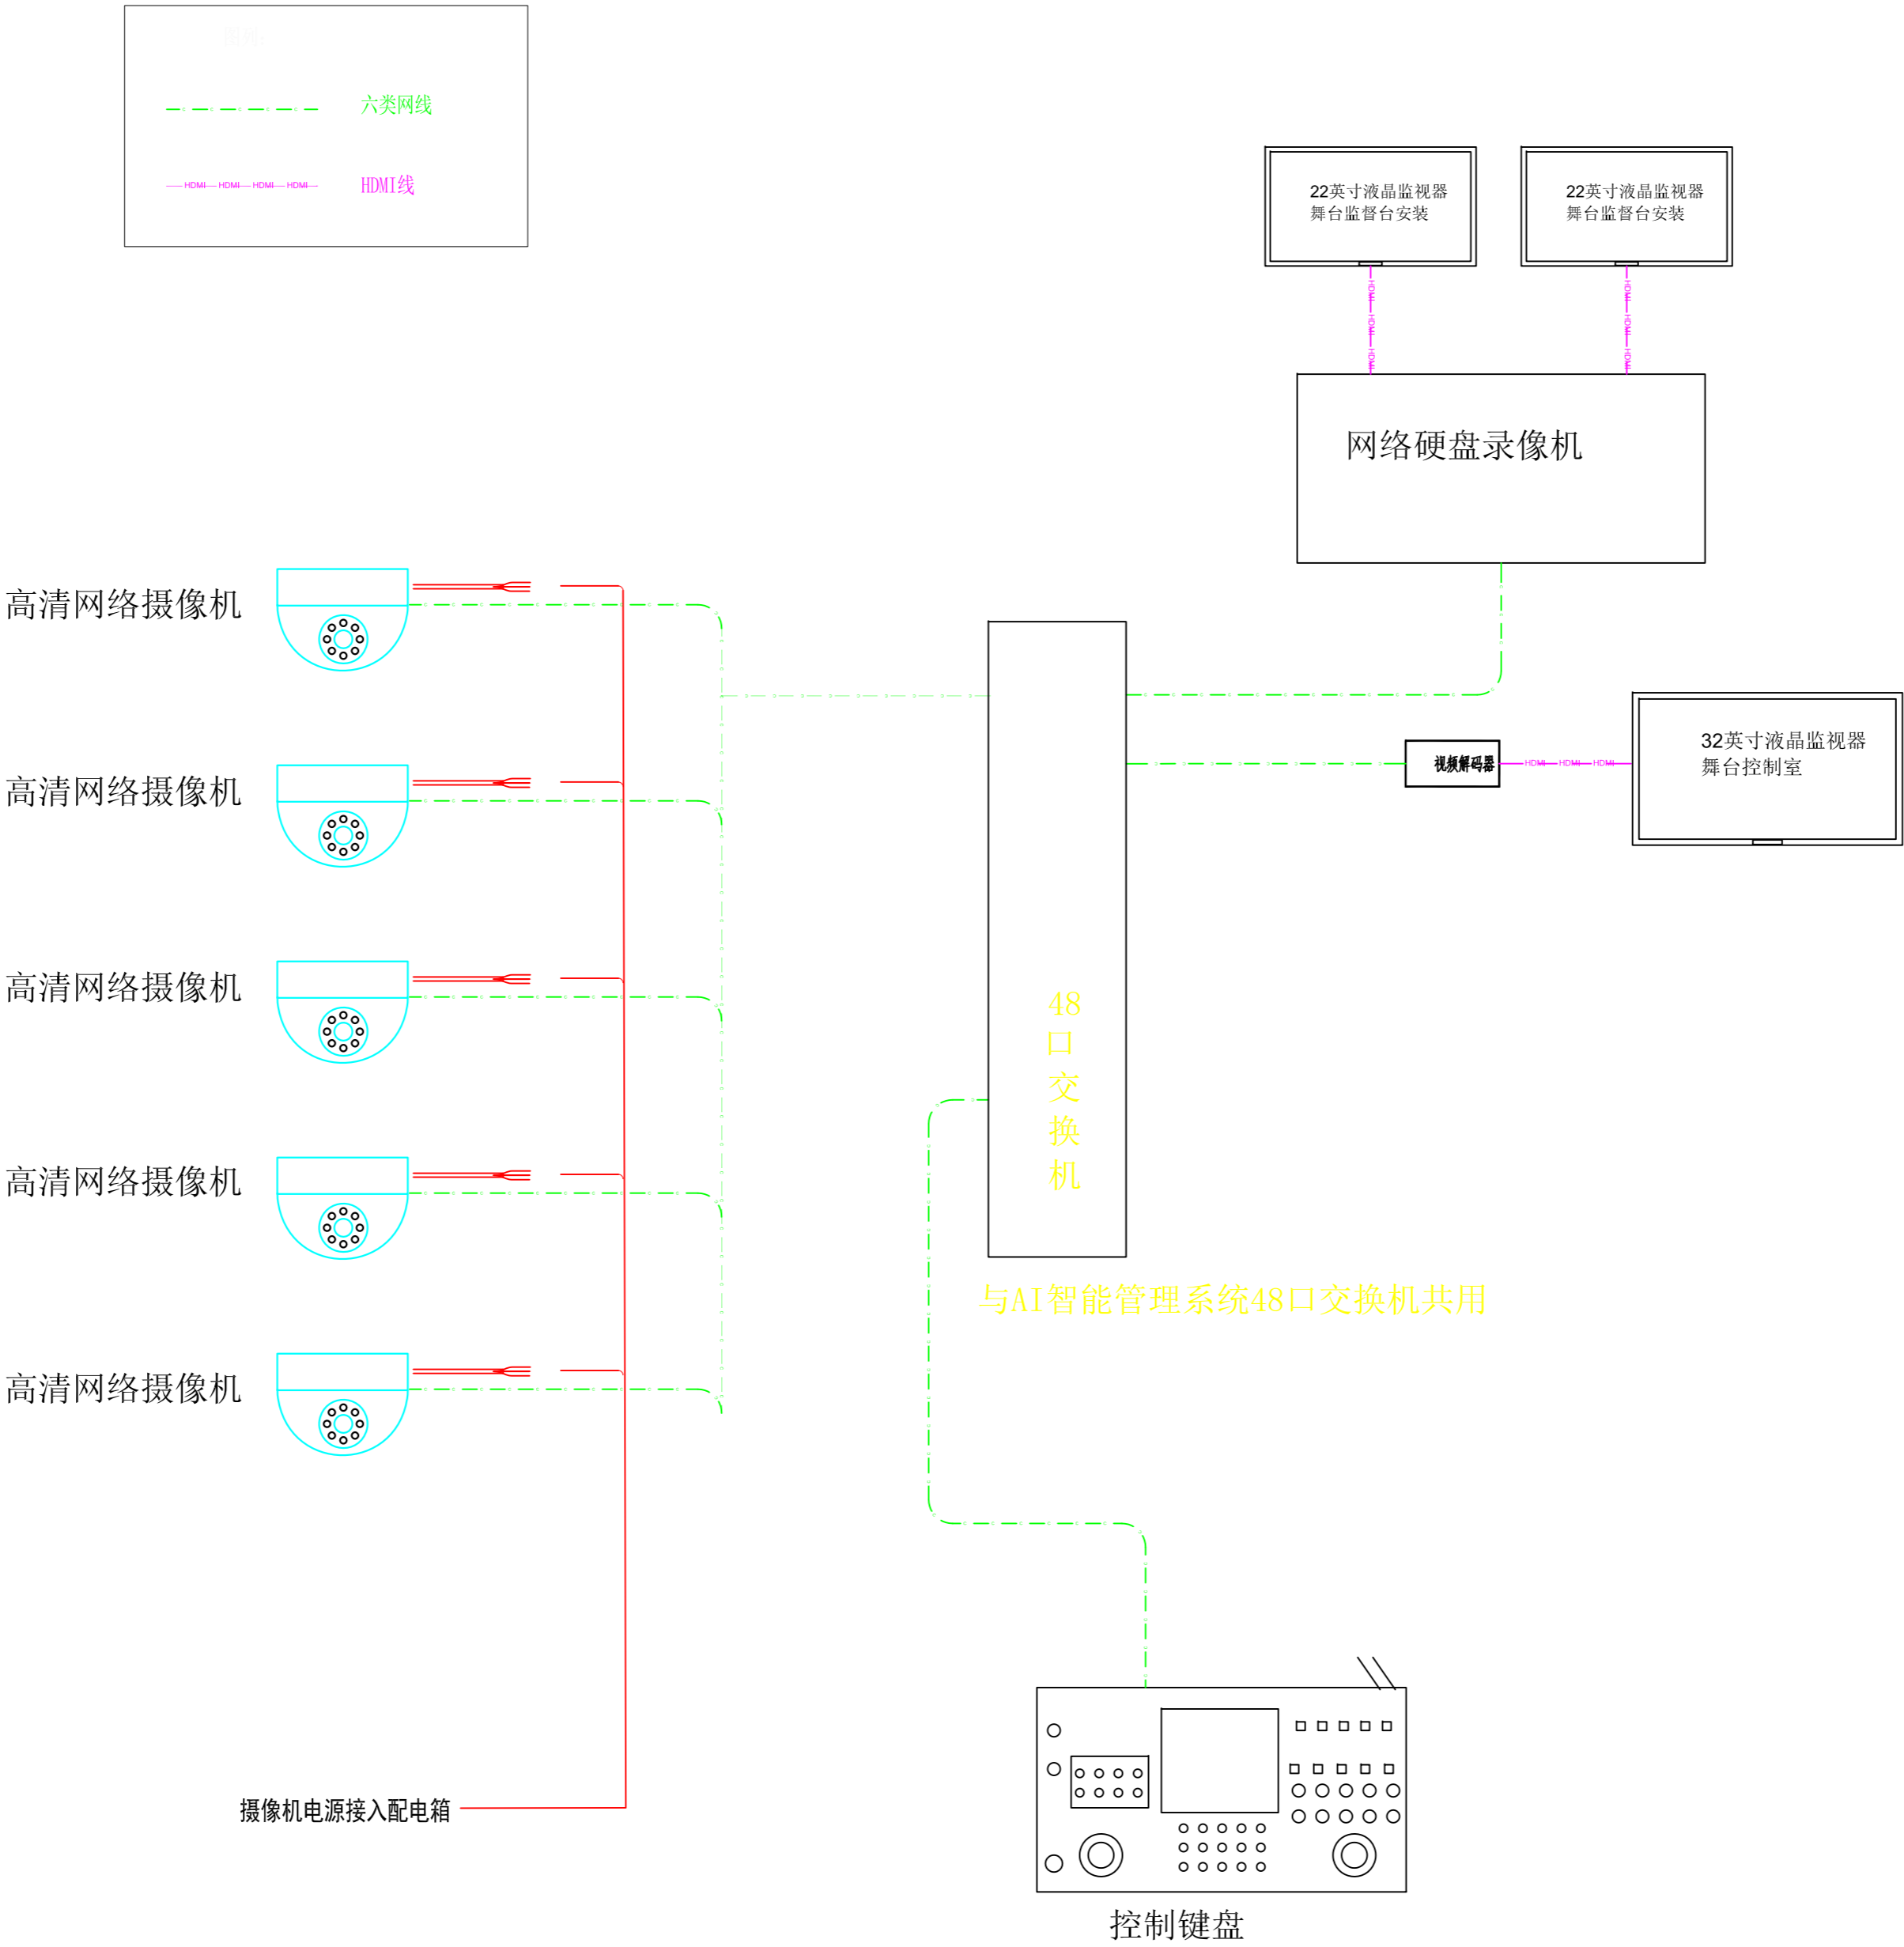 六类网线
HDMI HDMI HDMI HDMI
HDMI线
22英寸液晶监视器
舞台监督台安装
22英寸液晶监视器
舞台监督台安装
HDMI HDMI HDMI
HDMI HDMI HDMI
网络硬盘录像机
高清网络摄像机
32英寸液晶监视器
舞台控制室
视频解码器
HDMI HDMI HDMI
高清网络摄像机
高清网络摄像机
48
口
交
换
机
高清网络摄像机
与AI智能管理系统48口交换机共用
高清网络摄像机
摄像机电源接入配电箱
控制键盘